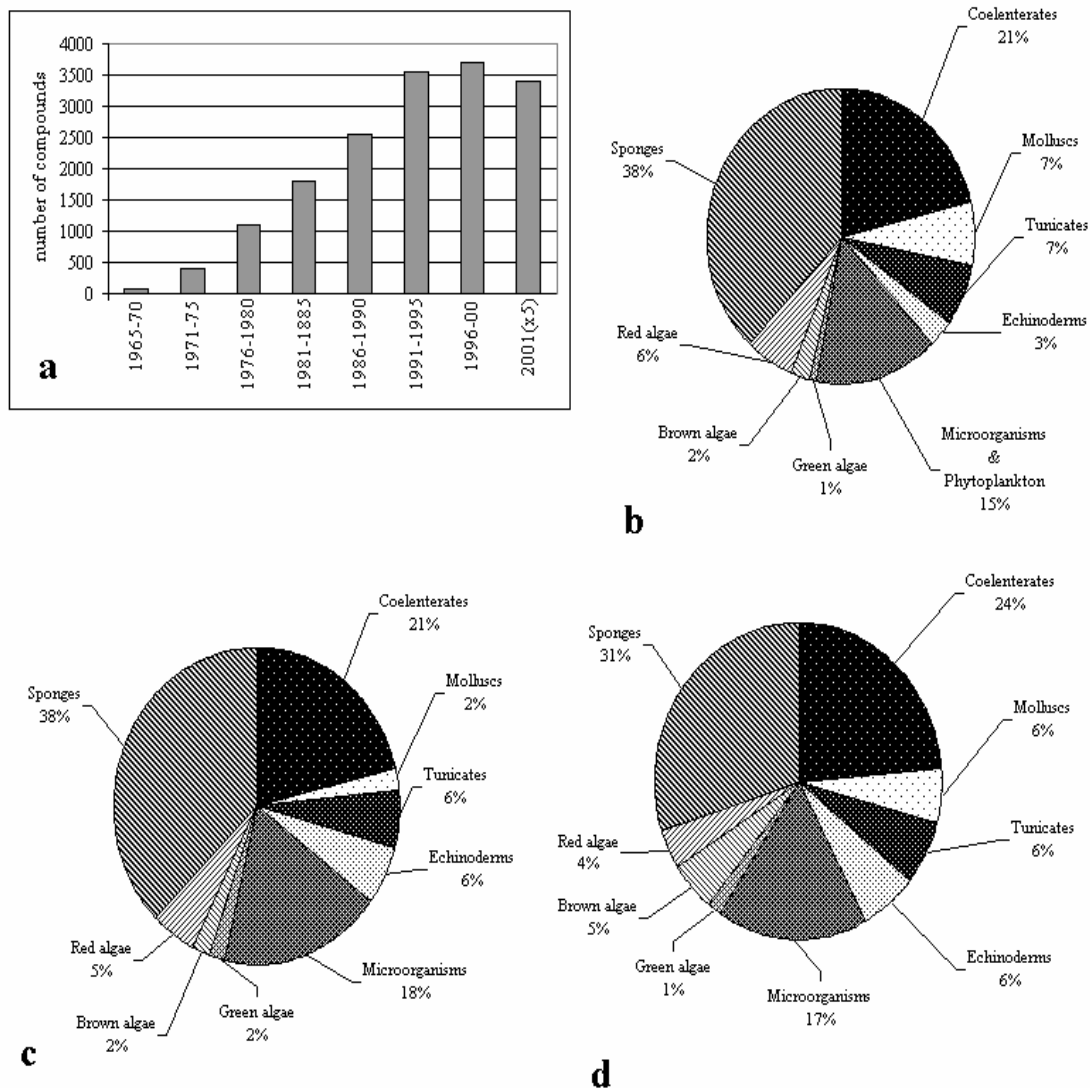 4000
3500
3000
2500
2000
1500
1000
500
0
number of compounds
1965-70
1971-75
1976-1980
1981-1885
1986-1990
1991-1995
1996-00
2001(x5)
a
Coelenterates
21%
Molluscs
7%
Tunicates
7%
Echinoderms
3%
Microorganisms
&
Phytoplankton
15%
Green algae
1%
Brown algae
2%
Red algae
6%
Sponges
38%
b
Coelenterates
21%
Molluscs
2%
Tunicates
6%
Echinoderms
6%
Microorganisms
18%
Green algae
2%
Brown algae
2%
Red algae
5%
Sponges
38%
c
Coelenterates
24%
Molluscs
6%
Tunicates
6%
Echinoderms
6%
Microorganisms
17%
Green algae
1%
Brown algae
5%
Red algae
4%
Sponges
31%
d